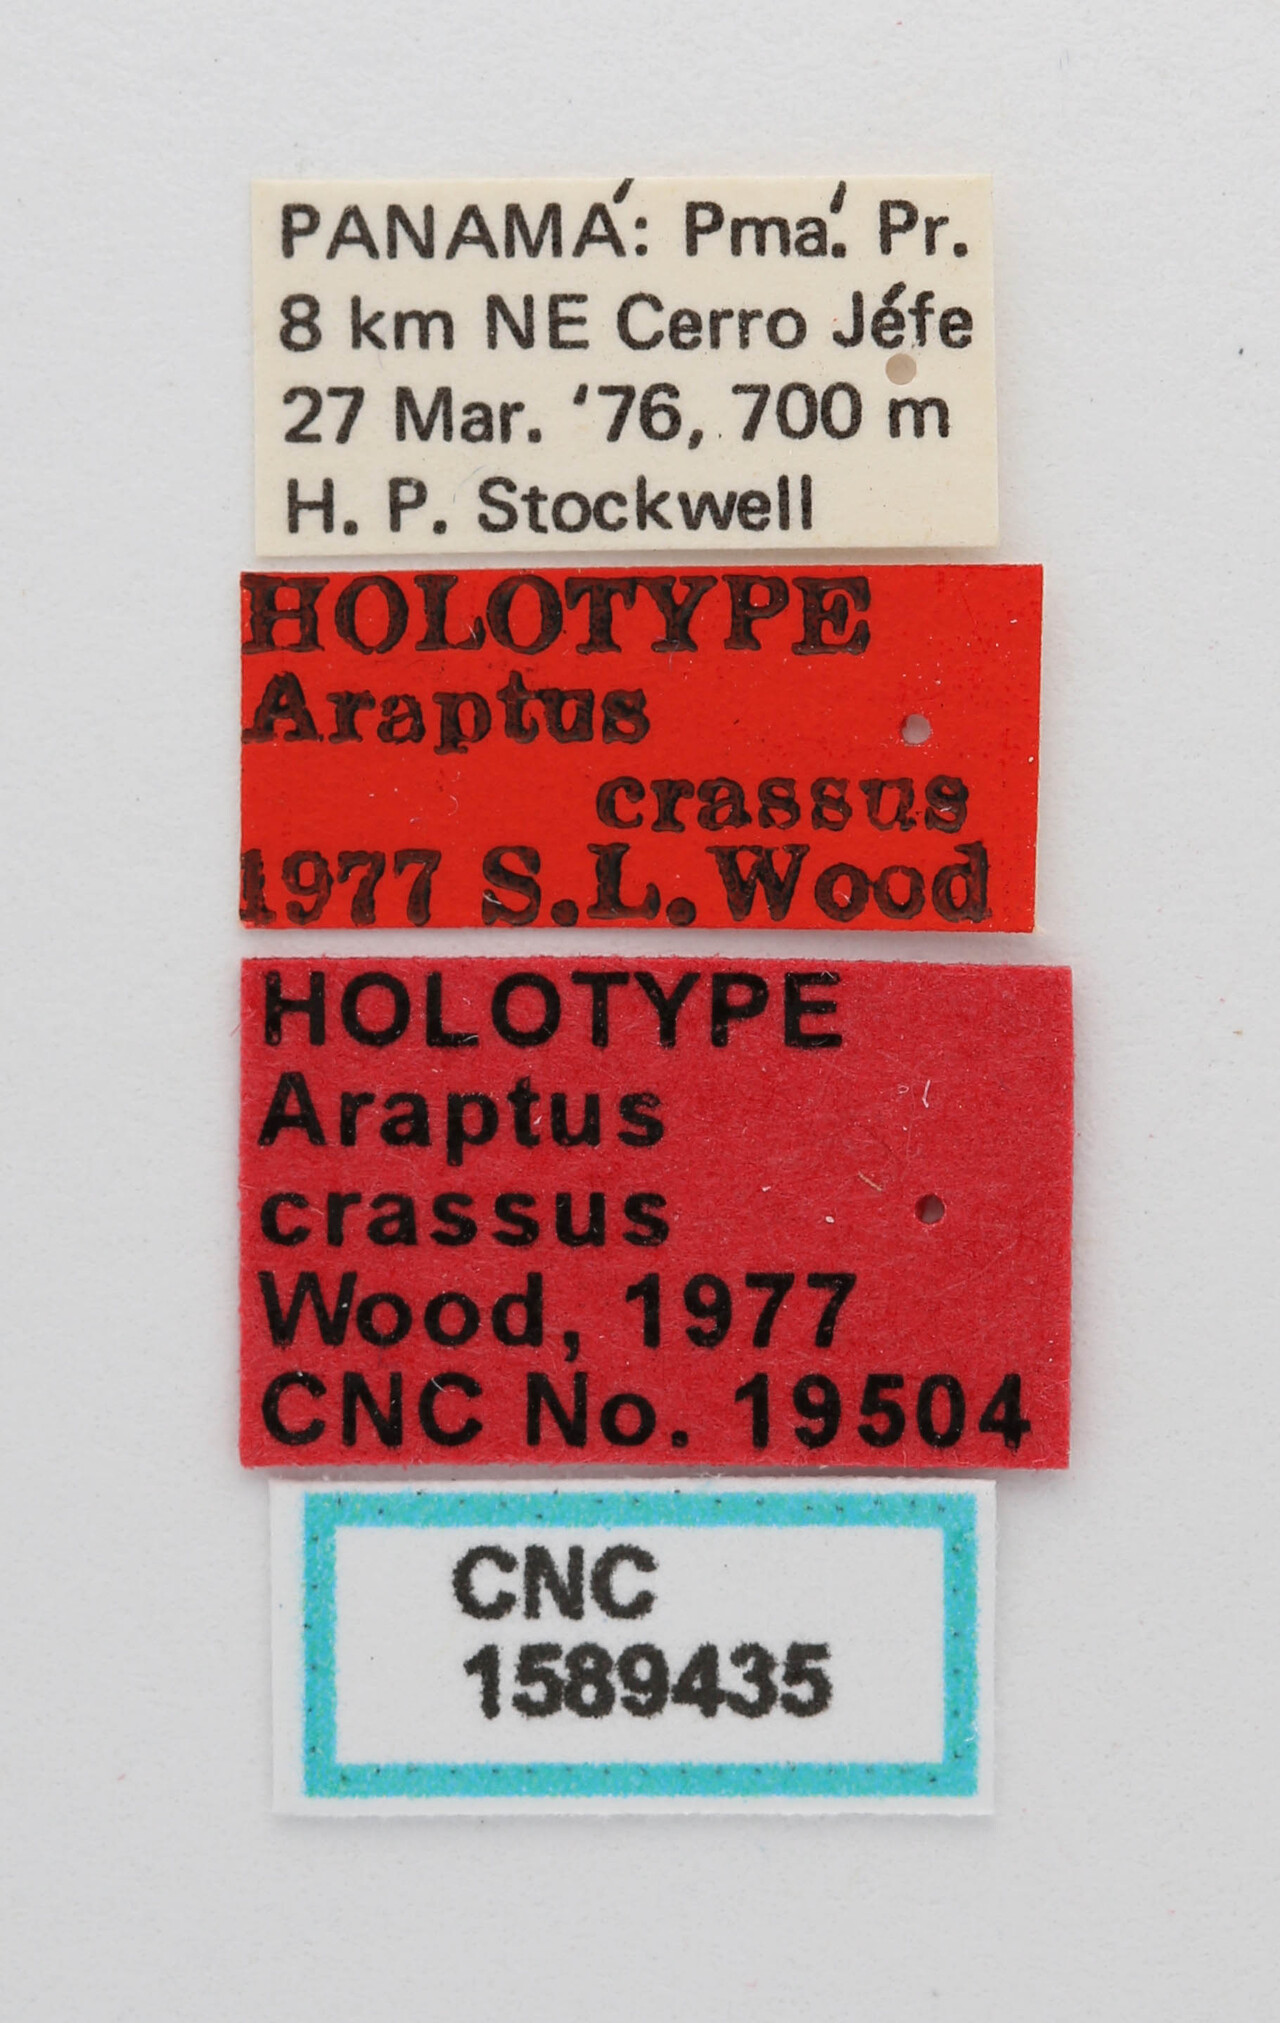 PANAMÁ: Pmá. Pr.
8 km NE Cerro Jéfe
27 Mar. '76, 700 m
H. P. Stockwell
HOLOTYPE
Araptus
crassus
1977 S.L.Wood
HOLOTYPE
Araptus
crassus
Wood, 1977
CNC No. 19504
CNC
1589435